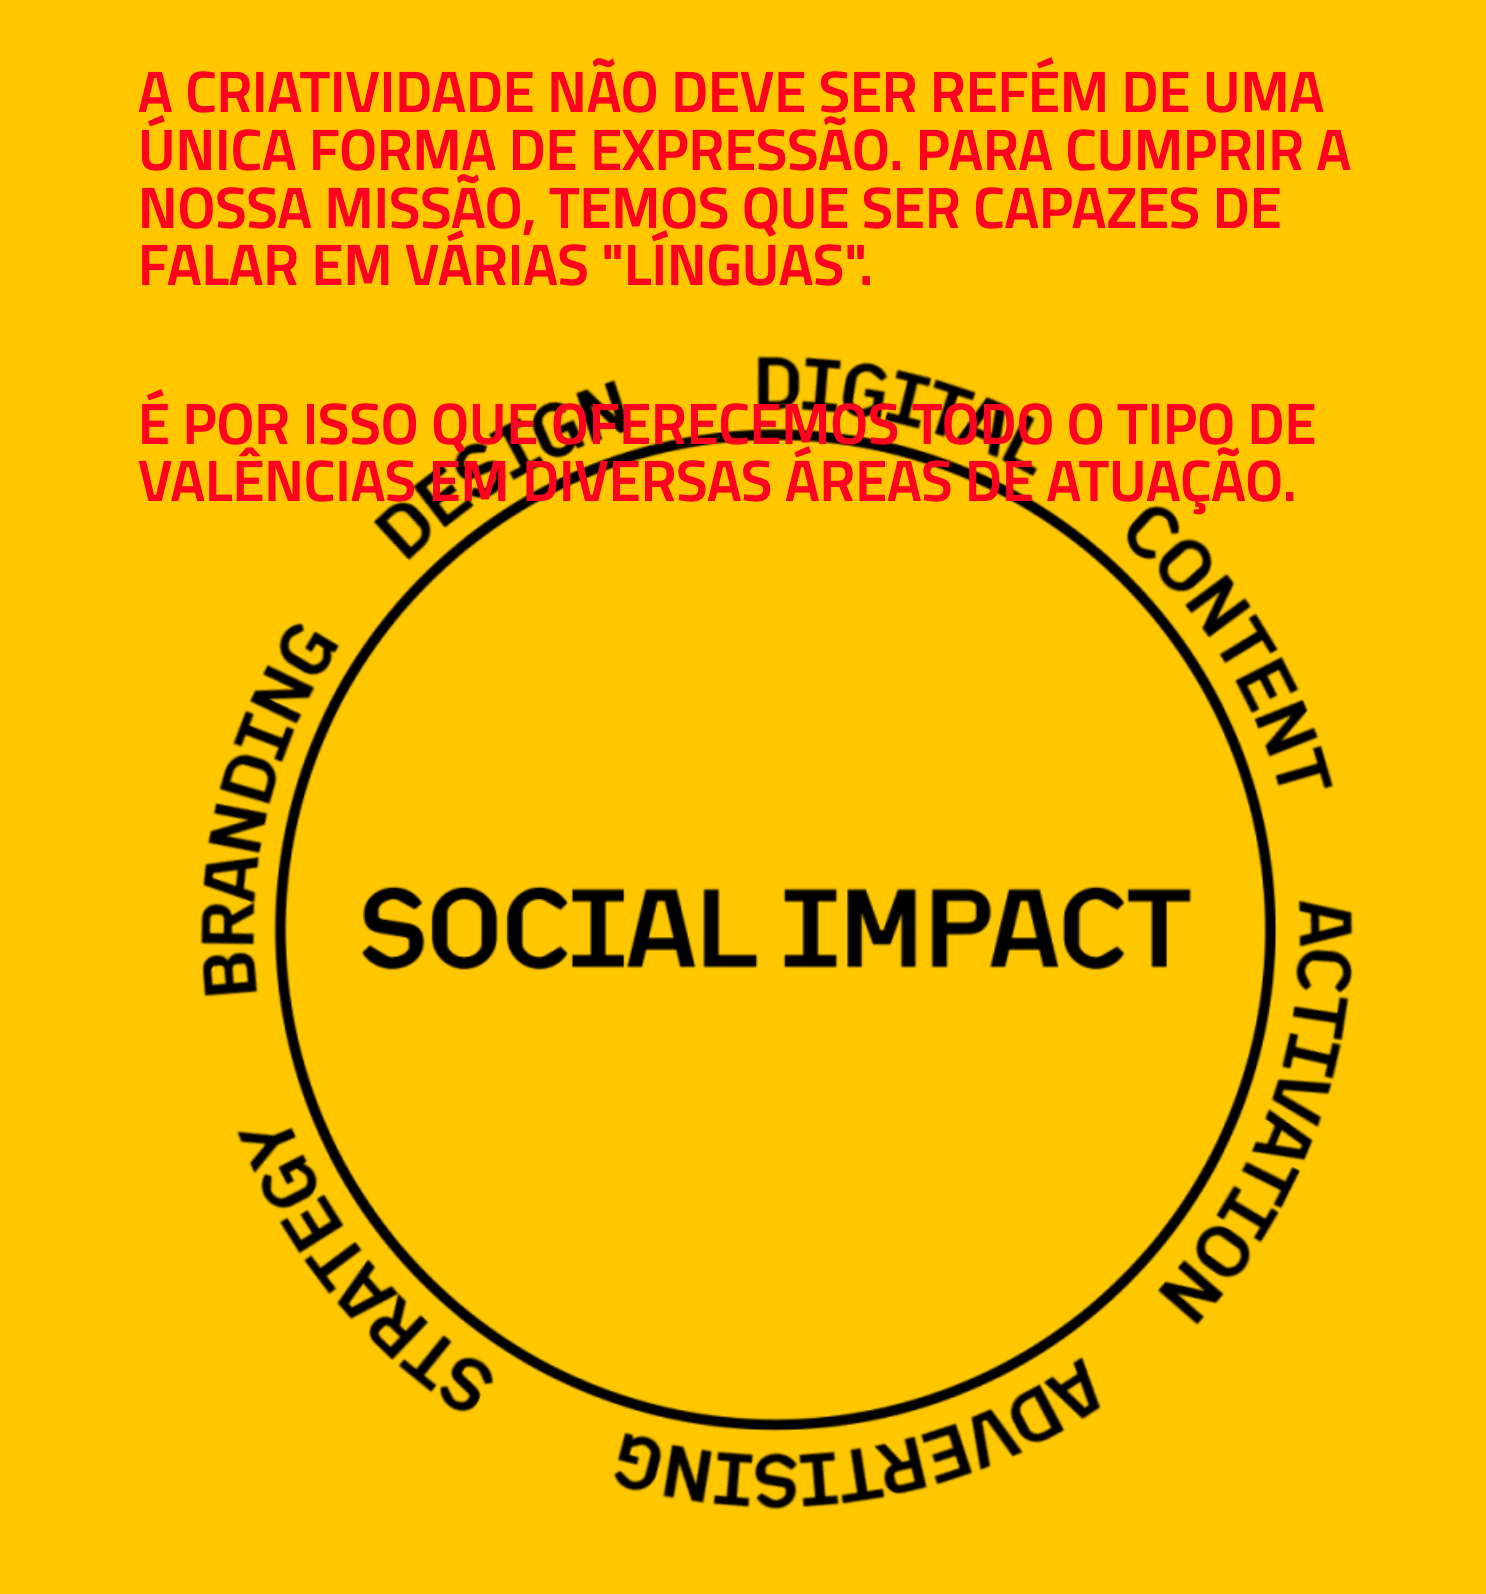 A CRIATIVIDADE NÃO DEVE SER REFÉM DE UMA
ÚNICA FORMA DE EXPRESSÃO. PARA CUMPRIR A
NOSSA MISSÃO, TEMOS QUE SER CAPAZES DE
FALAR EM VÁRIAS "LÍNGUAS".
É POR ISSO QUE OFERECEMOS TODO O TIPO DE
VALÊNCIAS EM DIVERSAS ÁREAS DE ATUAÇÃO.
DESIGN
DIGITAL
CONTENT
ACTIVATION
ADVERTISING
STRATEGY
BRANDING
SOCIAL IMPACT